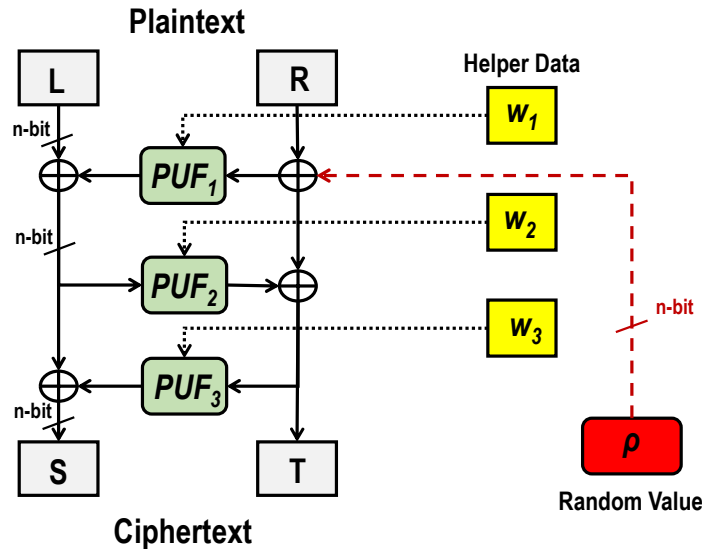 Plaintext
L
R
Helper Data
n-bit
w1
PUF1
n-bit
w2
PUF2
w3
n-bit
PUF3
n-bit
S
T
ρ
Random Value
Ciphertext